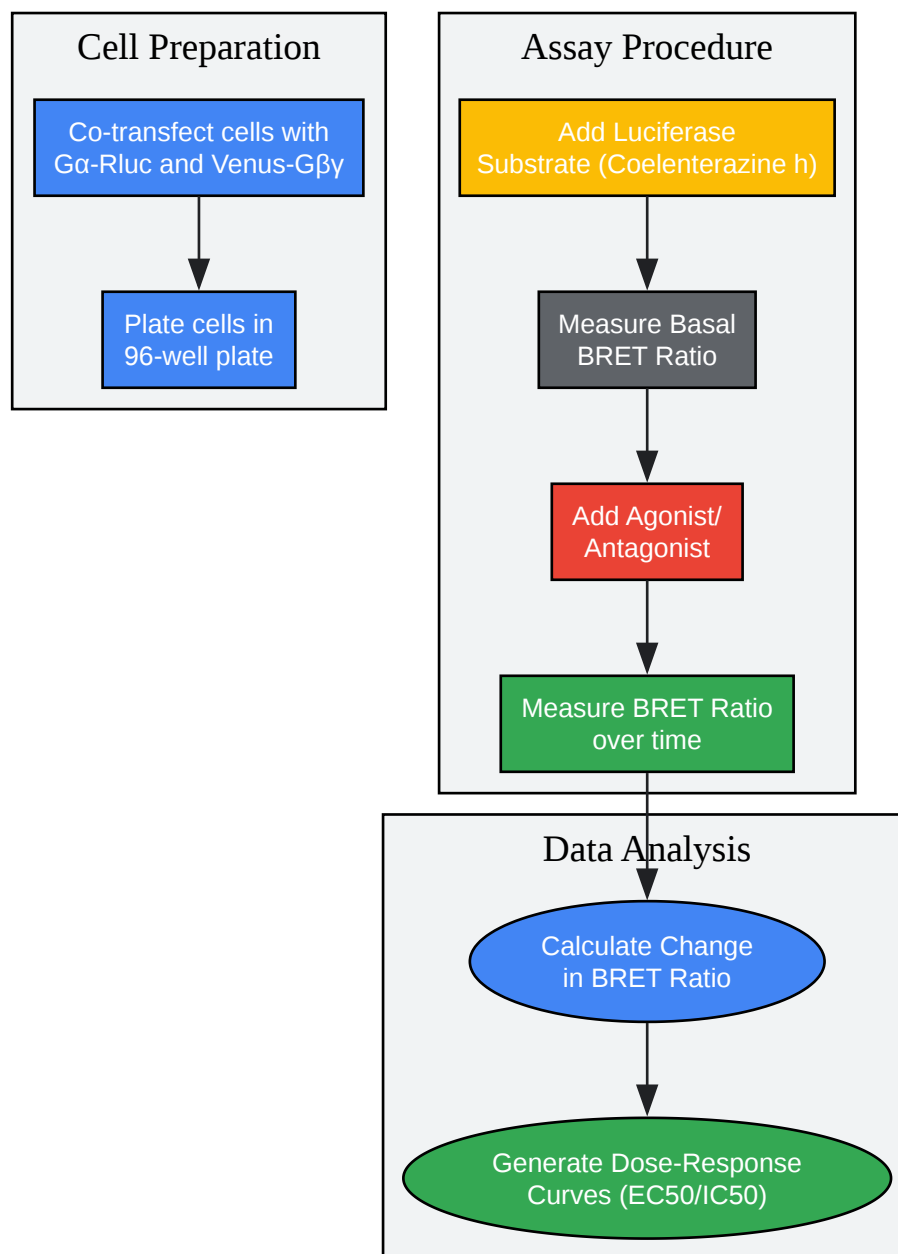 Cell Preparation
Co-transfect cells with
Gα-Rluc and Venus-Gβγ
Plate cells in
96-well plate
Assay Procedure
Add Luciferase
Substrate (Coelenterazine h)
Measure Basal
BRET Ratio
Add Agonist/
Antagonist
Measure BRET Ratio
over time
Data Analysis
Calculate Change
in BRET Ratio
Generate Dose-Response
Curves (EC50/IC50)